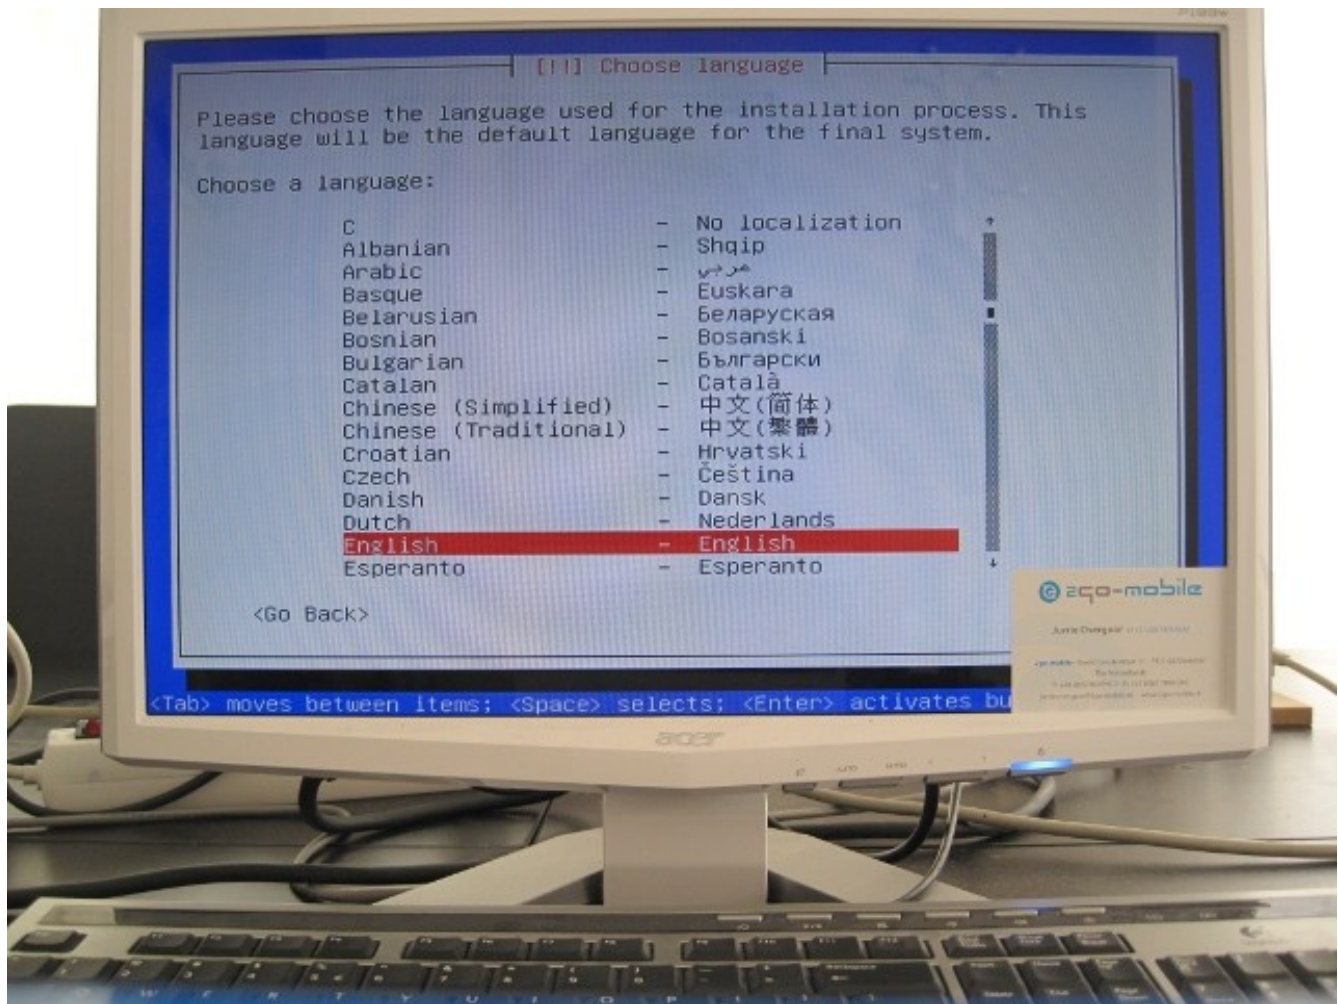 [!!] Choose language
Please choose the language used for the installation process. This
language will be the default language for the final system.
Choose a language:
C - No localization
Albanian - Shqip
Arabic - عربي
Basque - Euskara
Belarusian - Беларуская
Bosnian - Bosanski
Bulgarian - Български
Catalan - Català
Chinese (Simplified) - 中文(简体)
Chinese (Traditional) - 中文(繁體)
Croatian - Hrvatski
Czech - Čeština
Danish - Dansk
Dutch - Nederlands
English - English
Esperanto - Esperanto
<Go Back>
<Tab> moves between items; <Space> selects; <Enter> activates bu
2go-mobile
acer